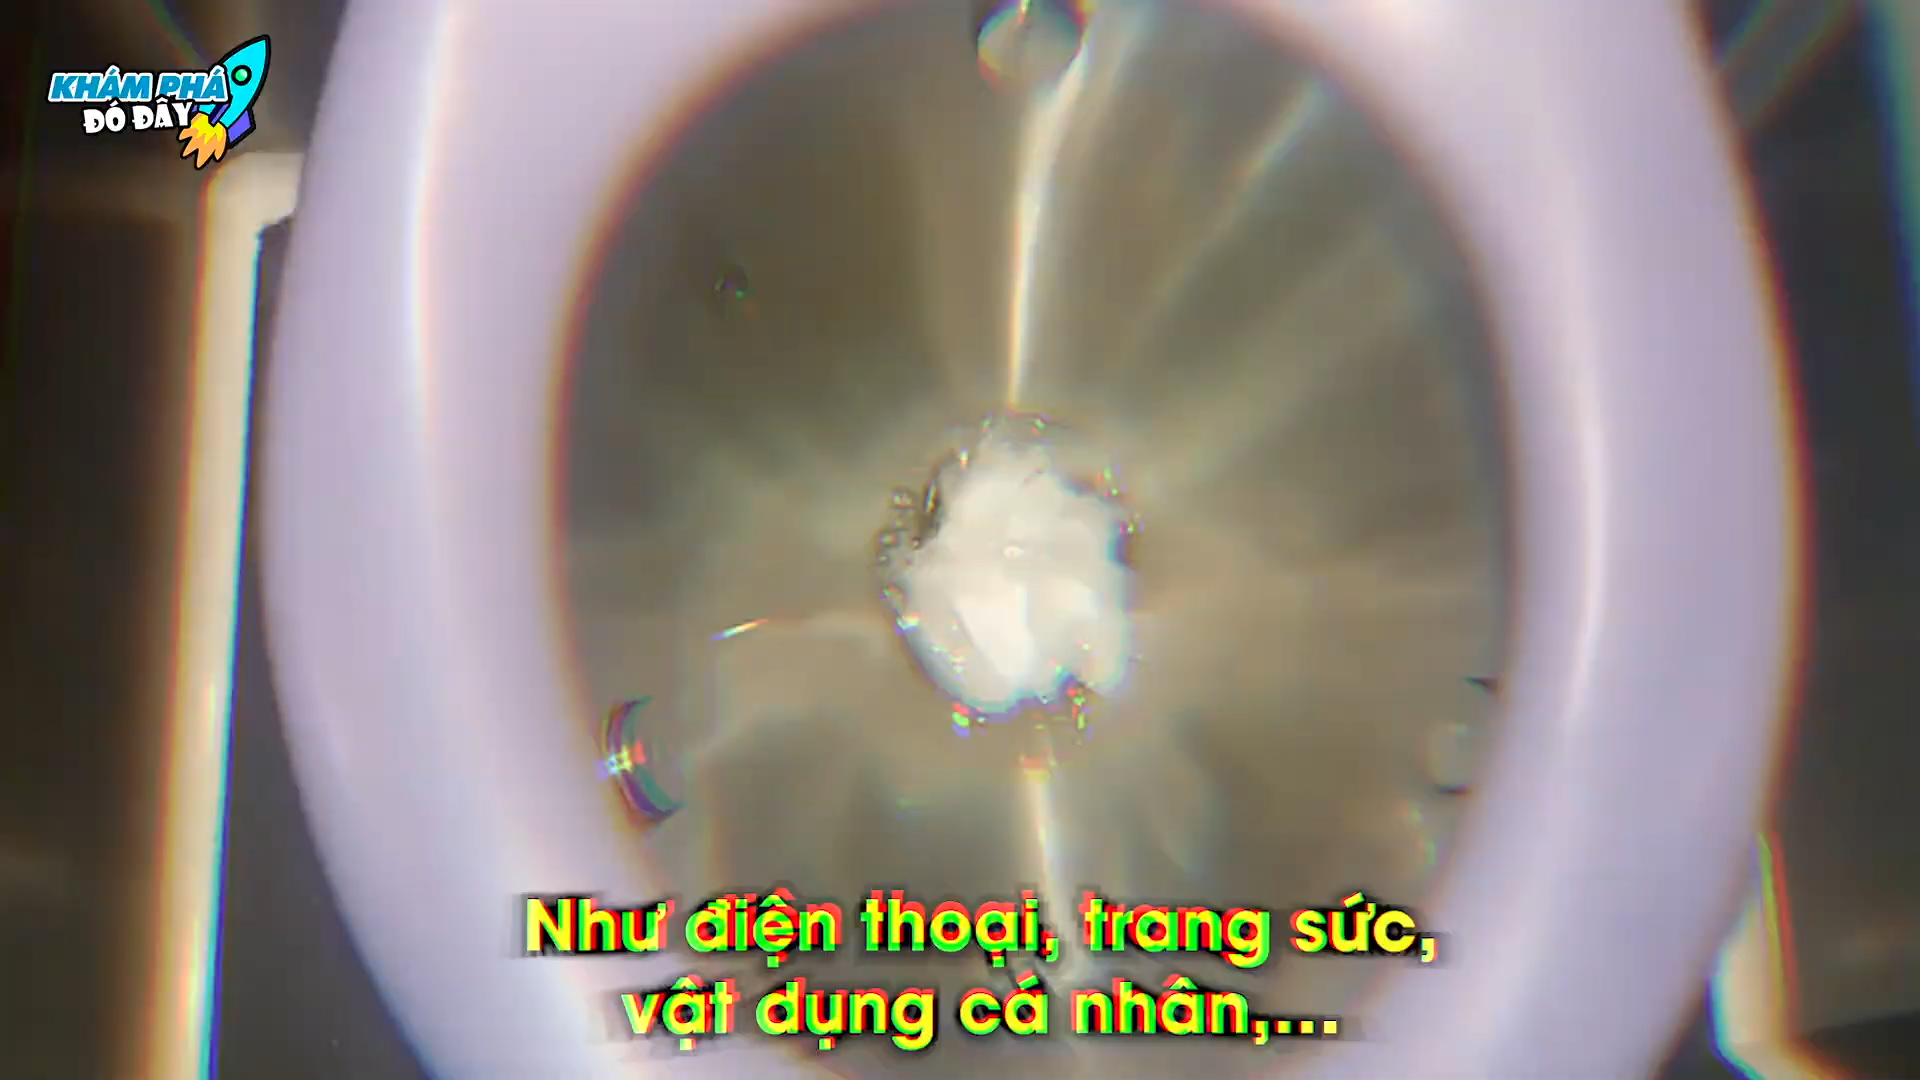 KHÁM PHÁ
ĐÓ ĐÂY
Như điện thoại, trang sức,
vật dụng cá nhân,...